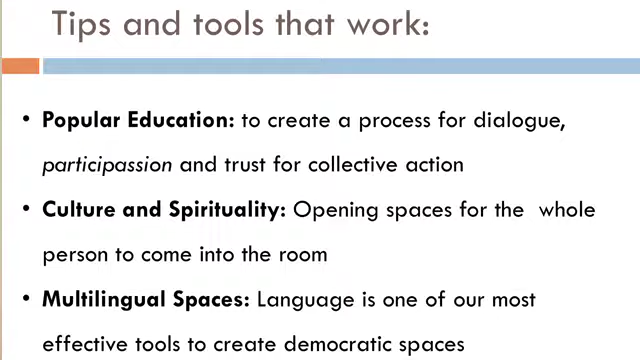 Tips and tools that work:
• Popular Education: to create a process for dialogue,
participassion and trust for collective action
• Culture and Spirituality: Opening spaces for the whole
person to come into the room
• Multilingual Spaces: Language is one of our most
effective tools to create democratic spaces